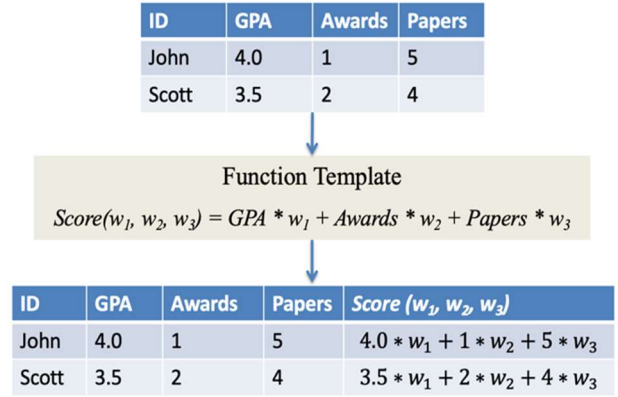 ID GPA Awards Papers
John 4.0 1 5
Scott 3.5 2 4
Function Template
Score(w₁, w₂, w₃) = GPA * w₁ + Awards * w₂ + Papers * w₃
ID GPA Awards Papers Score (w₁, w₂, w₃)
John 4.0 1 5 4.0 * w₁ + 1 * w₂ + 5 * w₃
Scott 3.5 2 4 3.5 * w₁ + 2 * w₂ + 4 * w₃